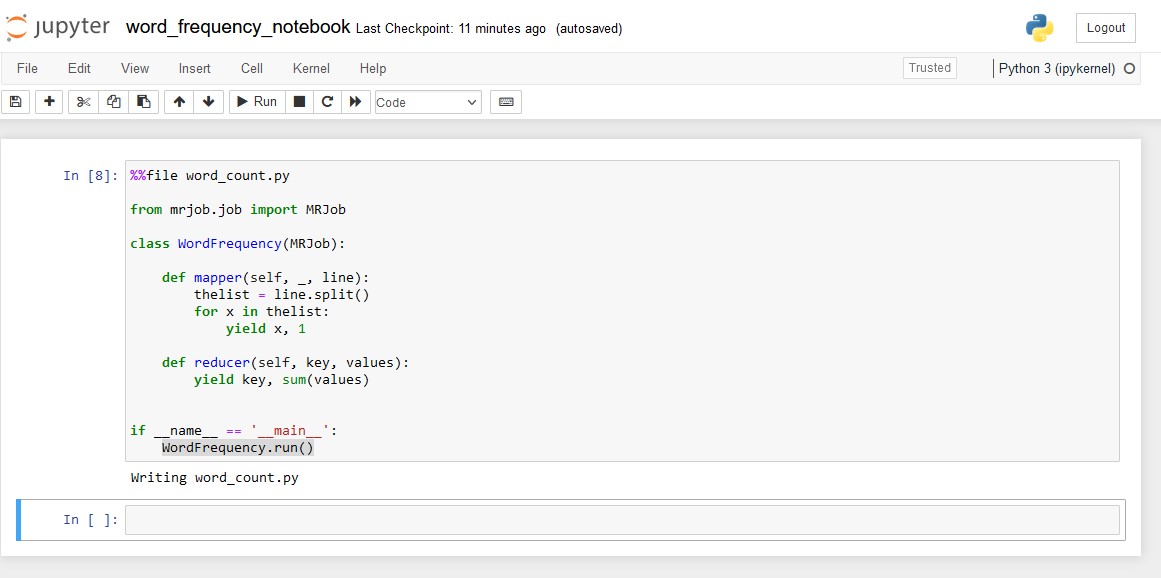 jupyter word_frequency_notebook Last Checkpoint: 11 minutes ago (autosaved) Logout
File Edit View Insert Cell Kernel Help Trusted Python 3 (ipykernel)
Run Code
In [8]: %%file word_count.py
from mrjob.job import MRJob
class WordFrequency(MRJob):
    def mapper(self, _, line):
        thelist = line.split()
        for x in thelist:
            yield x, 1
    def reducer(self, key, values):
        yield key, sum(values)
if __name__ == '__main__':
    WordFrequency.run()
Writing word_count.py
In [ ]: